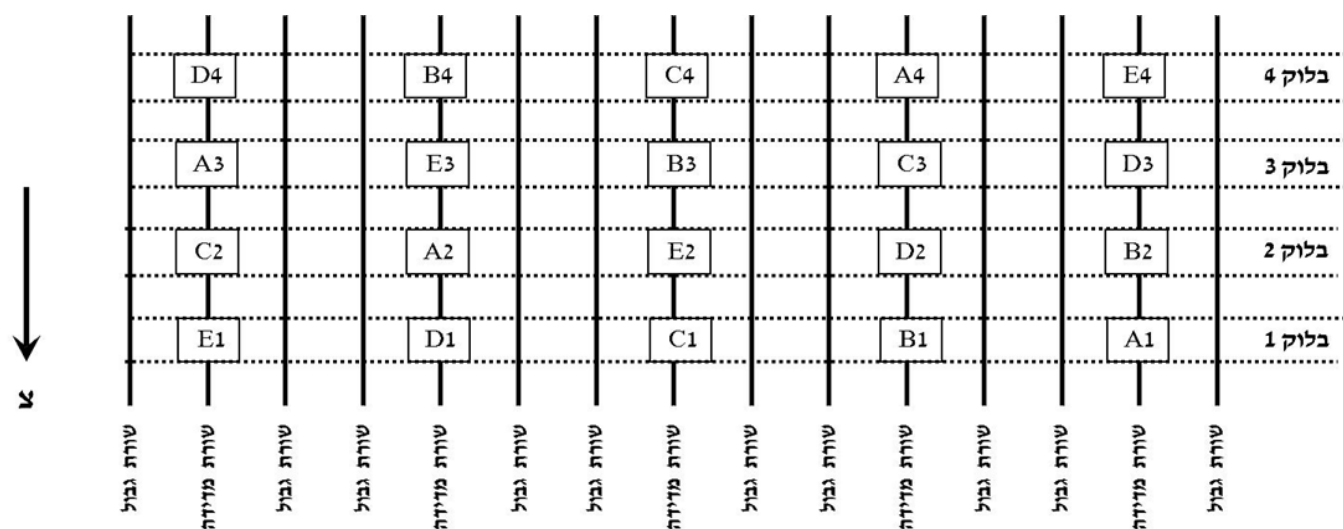 D4 B4 C4 A4 E4 בלוק 4
A3 E3 B3 C3 D3 בלוק 3
C2 A2 E2 D2 B2 בלוק 2
E1 D1 C1 B1 A1 בלוק 1
צ
שורת גבול
שורת מדידה
שורת גבול
שורת גבול
שורת מדידה
שורת גבול
שורת גבול
שורת מדידה
שורת גבול
שורת גבול
שורת מדידה
שורת גבול
שורת גבול
שורת מדידה
שורת גבול